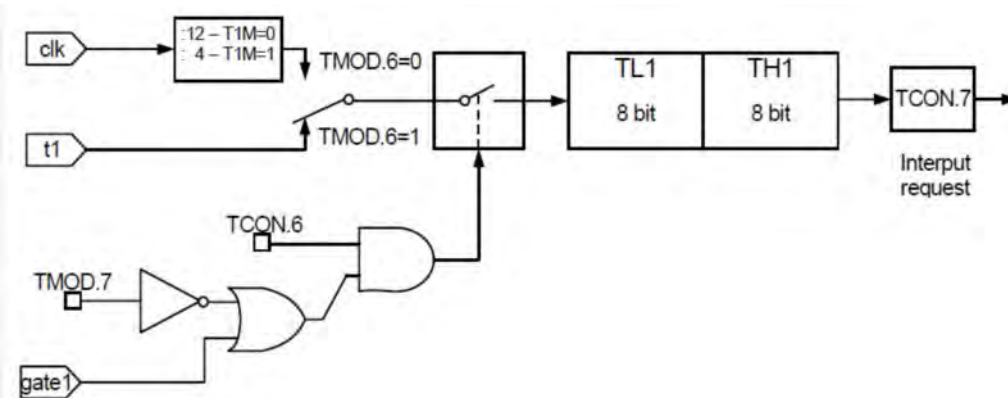 clk
:12 – T1M=0
: 4 – T1M=1
TMOD.6=0
TL1
8 bit
TH1
8 bit
TCON.7
t1
TMOD.6=1
Interput
request
TCON.6
TMOD.7
gate1